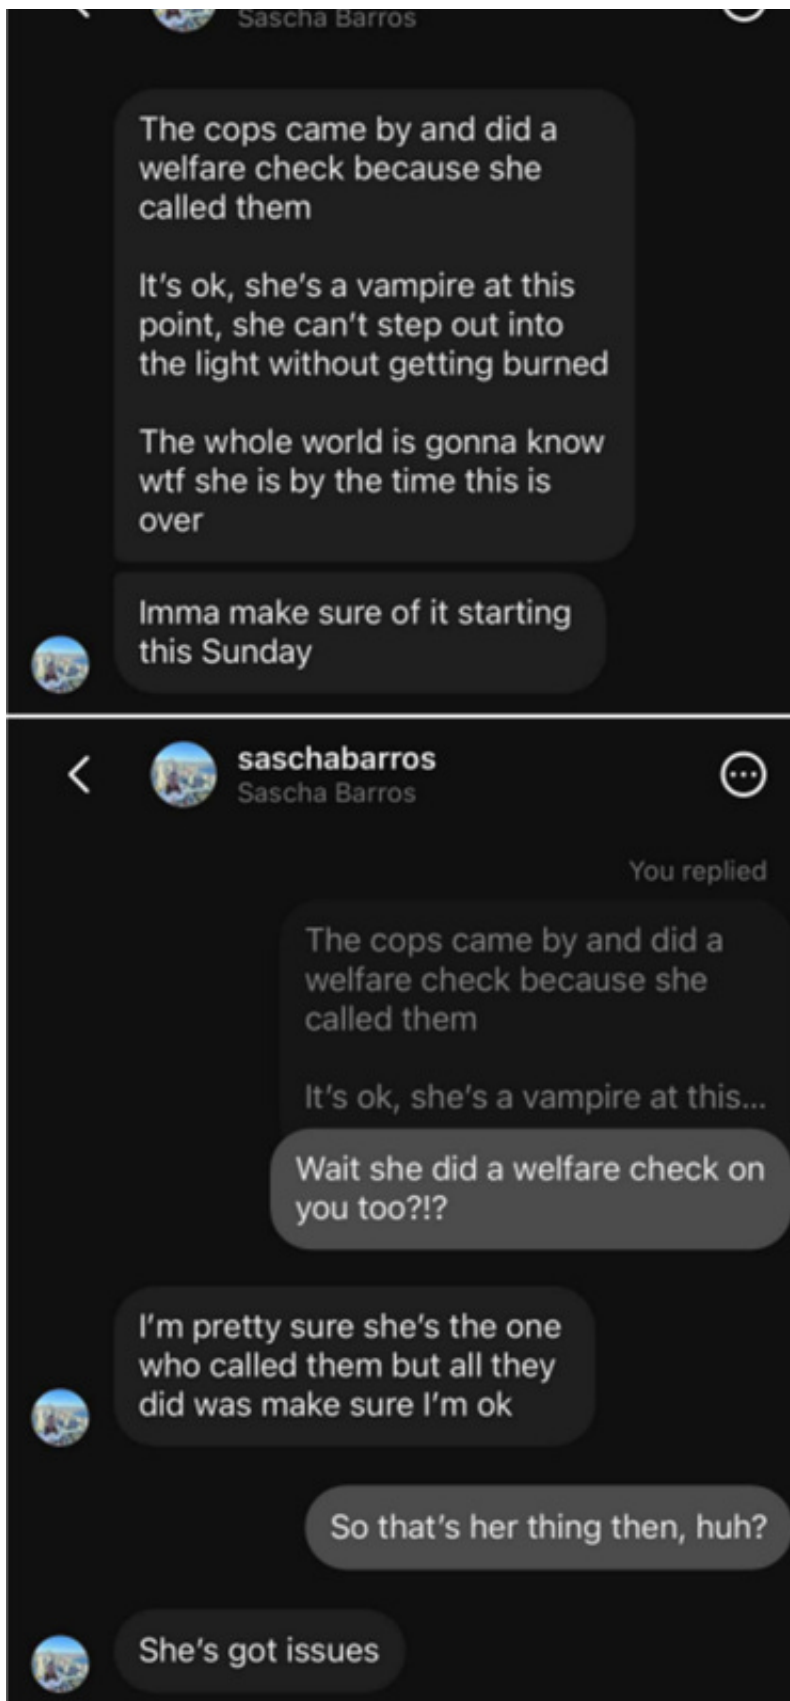 Sascha Barros
The cops came by and did a
welfare check because she
called them
It's ok, she's a vampire at this
point, she can't step out into
the light without getting burned
The whole world is gonna know
wtf she is by the time this is
over
Imma make sure of it starting
this Sunday
saschabarros
Sascha Barros
You replied
The cops came by and did a
welfare check because she
called them
It's ok, she's a vampire at this...
Wait she did a welfare check on
you too?!?
I'm pretty sure she's the one
who called them but all they
did was make sure I'm ok
So that's her thing then, huh?
She's got issues